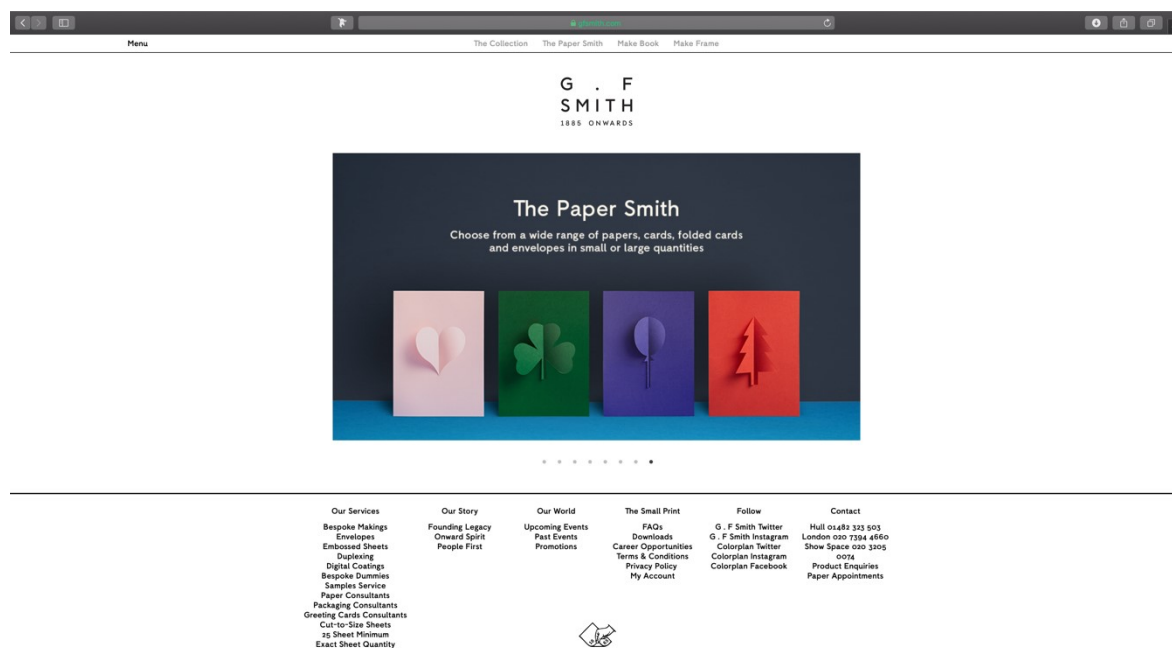 gfsmith.com
Menu
The Collection The Paper Smith Make Book Make Frame
G . F
SMITH
1885 ONWARDS
The Paper Smith
Choose from a wide range of papers, cards, folded cards
and envelopes in small or large quantities
Our Services
Bespoke Makings
Envelopes
Embossed Sheets
Duplexing
Digital Coatings
Bespoke Dummies
Samples Service
Paper Consultants
Packaging Consultants
Greeting Cards Consultants
Cut-to-Size Sheets
25 Sheet Minimum
Exact Sheet Quantity
Our Story
Founding Legacy
Onward Spirit
People First
Our World
Upcoming Events
Past Events
Promotions
The Small Print
FAQs
Downloads
Career Opportunities
Terms & Conditions
Privacy Policy
My Account
Follow
G . F Smith Twitter
G . F Smith Instagram
Colorplan Twitter
Colorplan Instagram
Colorplan Facebook
Contact
Hull 01482 323 503
London 020 7394 4660
Show Space 020 3205
0074
Product Enquiries
Paper Appointments